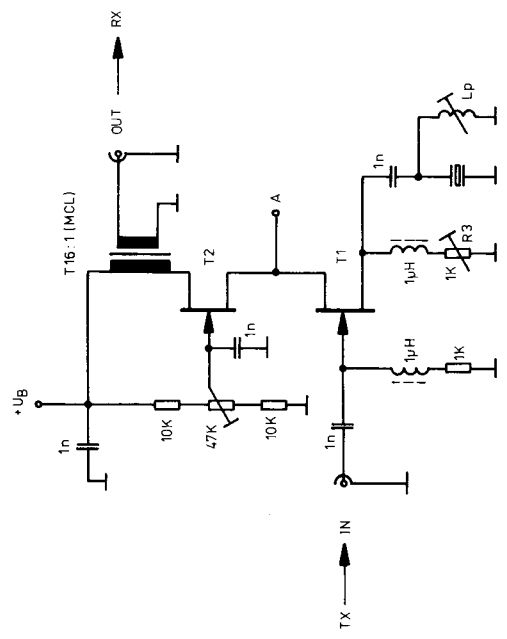 RX
OUT
T16:1 (MCL)
T2
A
+UB
1n
1n
10K
47K
10K
T1
1n
Lp
1µH
1K
R3
1µH
1K
1n
TX
IN